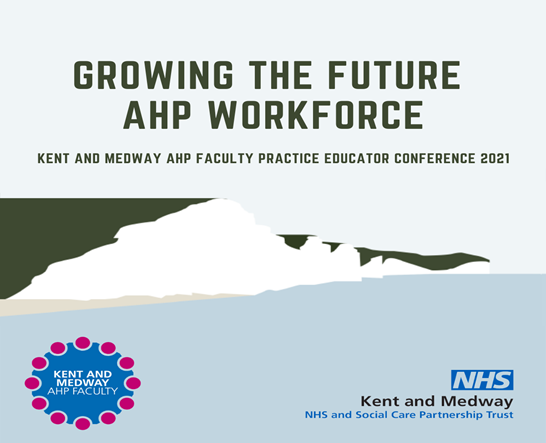 GROWING THE FUTURE
AHP WORKFORCE
KENT AND MEDWAY AHP FACULTY PRACTICE EDUCATOR CONFERENCE 2021
KENT AND
MEDWAY
AHP FACULTY
NHS
Kent and Medway
NHS and Social Care Partnership Trust